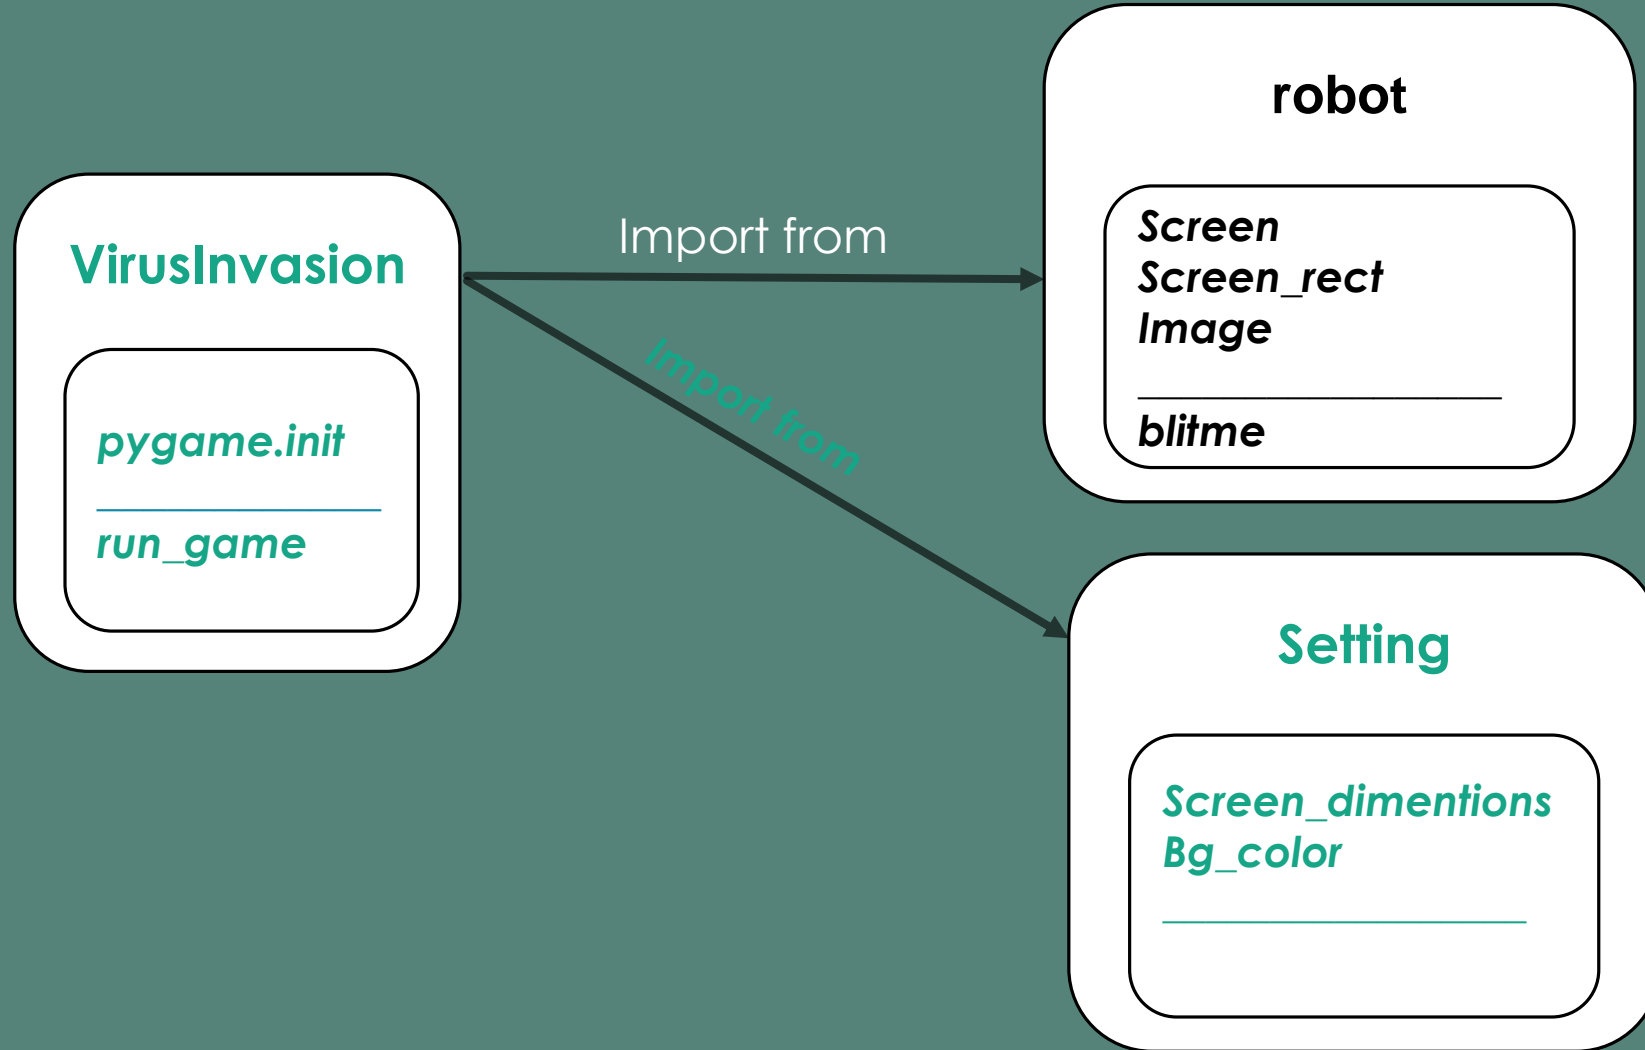 VirusInvasion
pygame.init
run_game
Import from
Import from
robot
Screen
Screen_rect
Image
blitme
Setting
Screen_dimentions
Bg_color